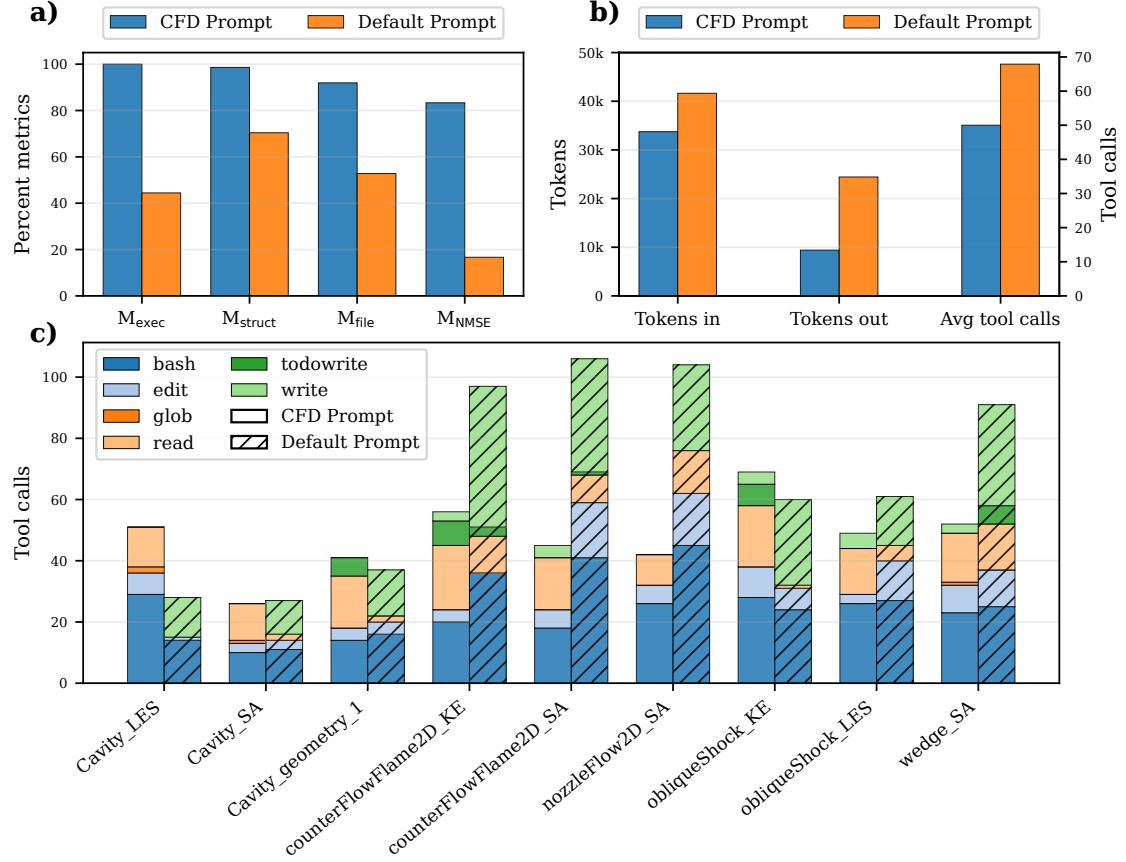 a)
CFD Prompt
Default Prompt
Percent metrics
100
80
60
40
20
0
M_exec
M_struct
M_file
M_NMSE
b)
CFD Prompt
Default Prompt
Tokens
50k
40k
30k
20k
10k
0
Tool calls
70
60
50
40
30
20
10
0
Tokens in
Tokens out
Avg tool calls
c)
bash
edit
glob
read
todowrite
write
CFD Prompt
Default Prompt
Tool calls
100
80
60
40
20
0
Cavity_LES
Cavity_SA
Cavity_geometry_1
counterFlowFlame2D_KE
counterFlowFlame2D_SA
nozzleFlow2D_SA
obliqueShock_KE
obliqueShock_LES
wedge_SA